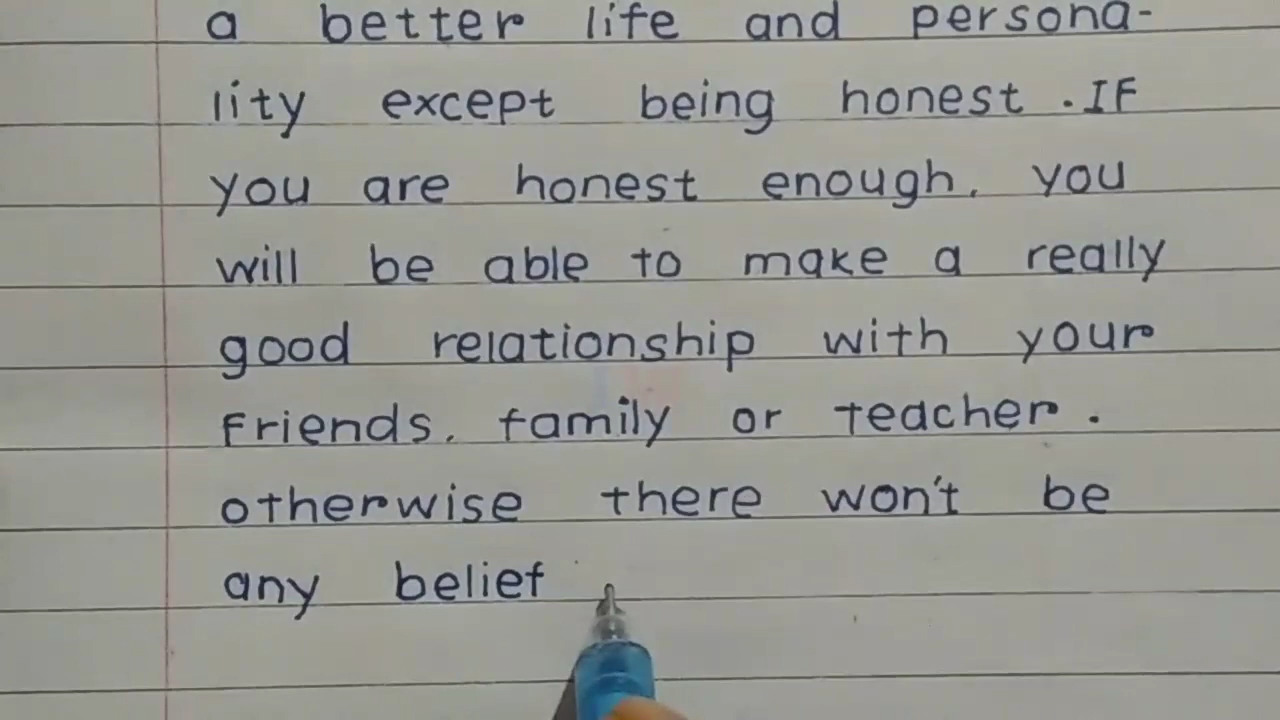 a better life and persona-
lity except being honest . IF
you are honest enough, you
will be able to make a really
good relationship with your
Friends, family or teacher .
otherwise there won't be
any belief